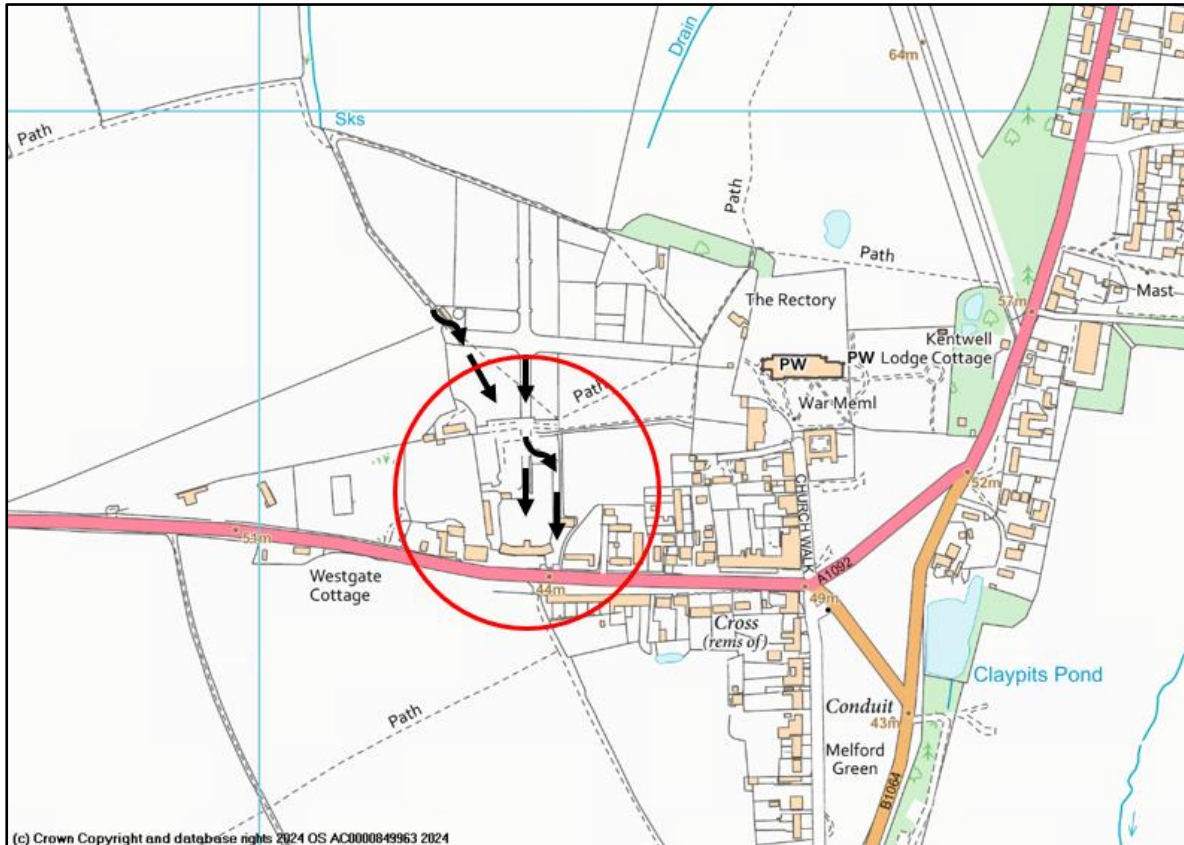 64m
Drain
Sks
Path
Path
Path
The Rectory
57m
Mast
Kentwell
Lodge Cottage
PW
PW
Path
War Meml
52m
CHURCH WALK
51m
Westgate
Cottage
44m
A1092
49m
Cross
(rems of)
Claypits Pond
Path
Conduit
43m
Melford
Green
B1064
(c) Crown Copyright and database rights 2024 OS AC0000849963 2024